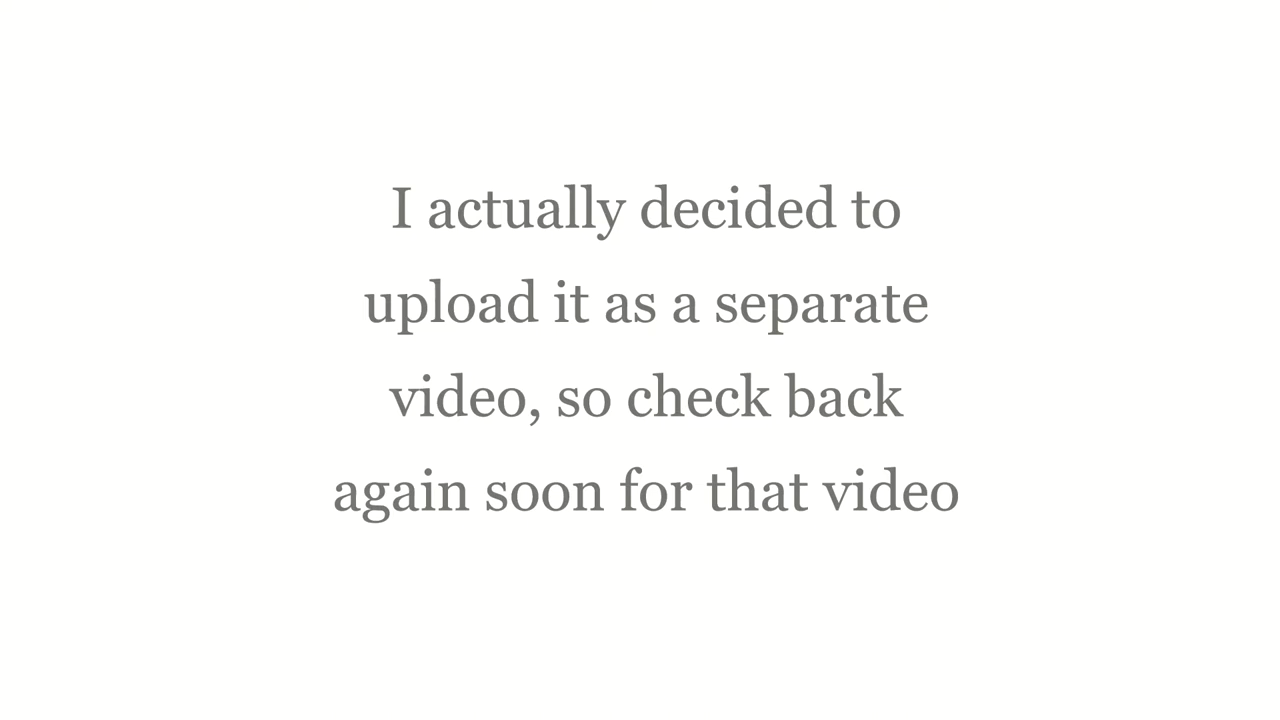 I actually decided to
upload it as a separate
video, so check back
again soon for that video